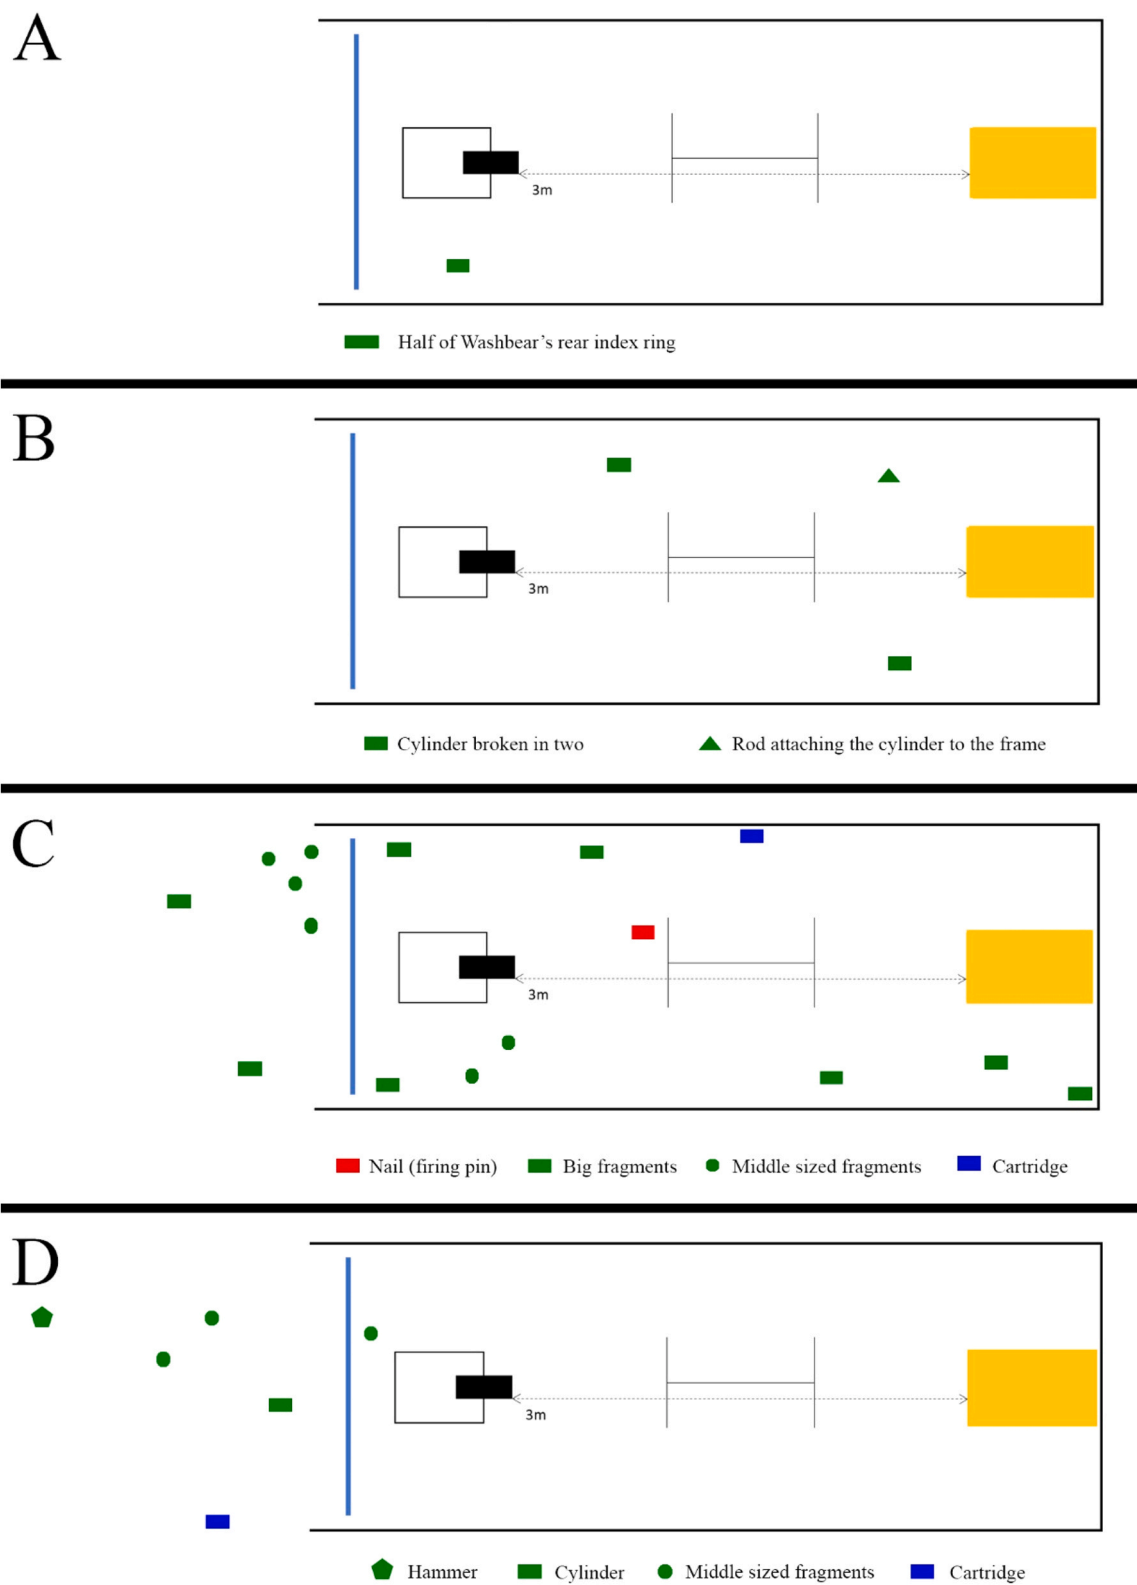 A
3m
Half of Washbear's rear index ring
B
3m
Cylinder broken in two Rod attaching the cylinder to the frame
C
3m
Nail (firing pin) Big fragments Middle sized fragments Cartridge
D
3m
Hammer Cylinder Middle sized fragments Cartridge